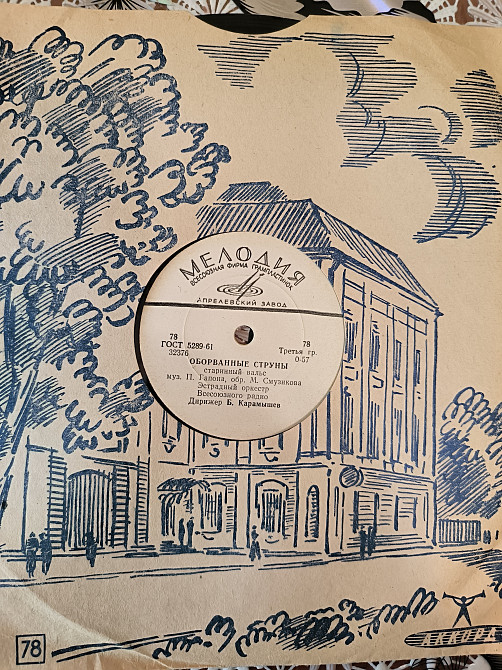 МЕЛОДИЯ
ВСЕСОЮЗНАЯ ФИРМА ГРАМПЛАСТИНОК
АПРЕЛЕВСКИЙ ЗАВОД
78 78
ГОСТ 5289-61 Третья гр.
32376 0-57
ОБОРВАННЫЕ СТРУНЫ
старинный вальс
муз. П. Гапона, обр. М. Смузикова
Эстрадный оркестр
Всесоюзного радио
Дирижер Б. Карамышев
78
АККОРД